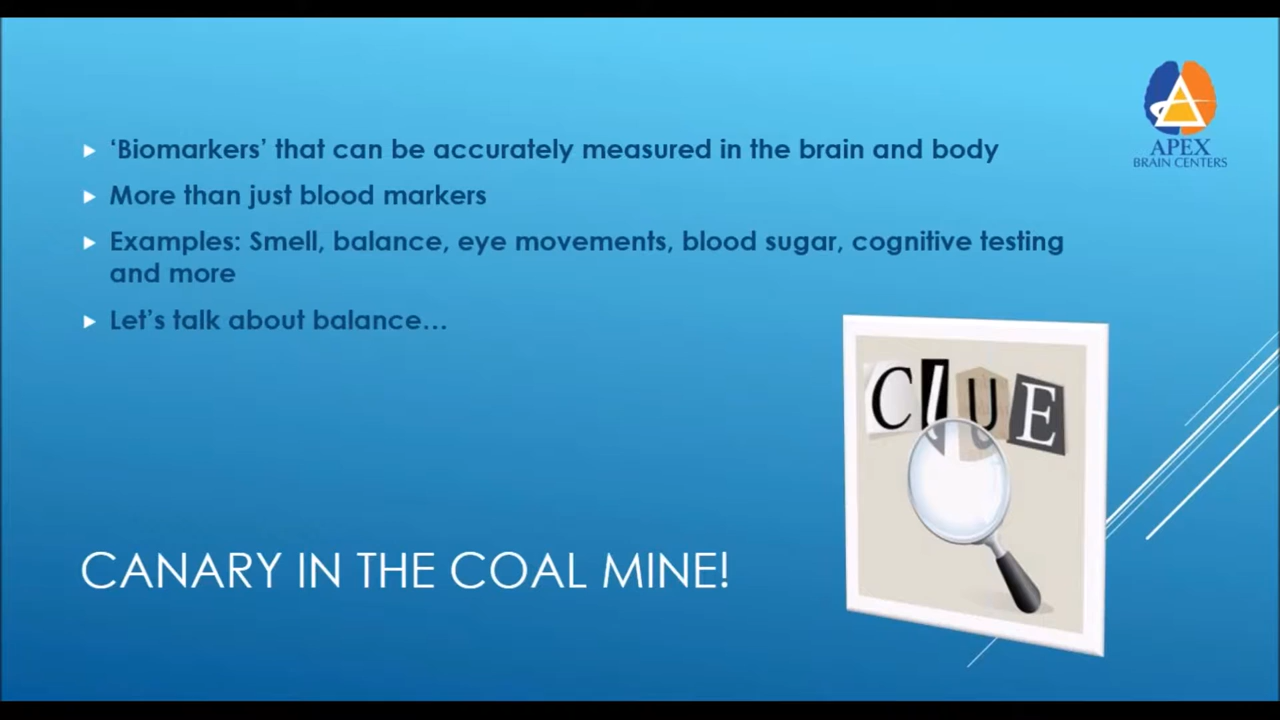 ‘Biomarkers’ that can be accurately measured in the brain and body
More than just blood markers
Examples: Smell, balance, eye movements, blood sugar, cognitive testing
and more
Let’s talk about balance…
APEX
BRAIN CENTERS
CLUE
CANARY IN THE COAL MINE!